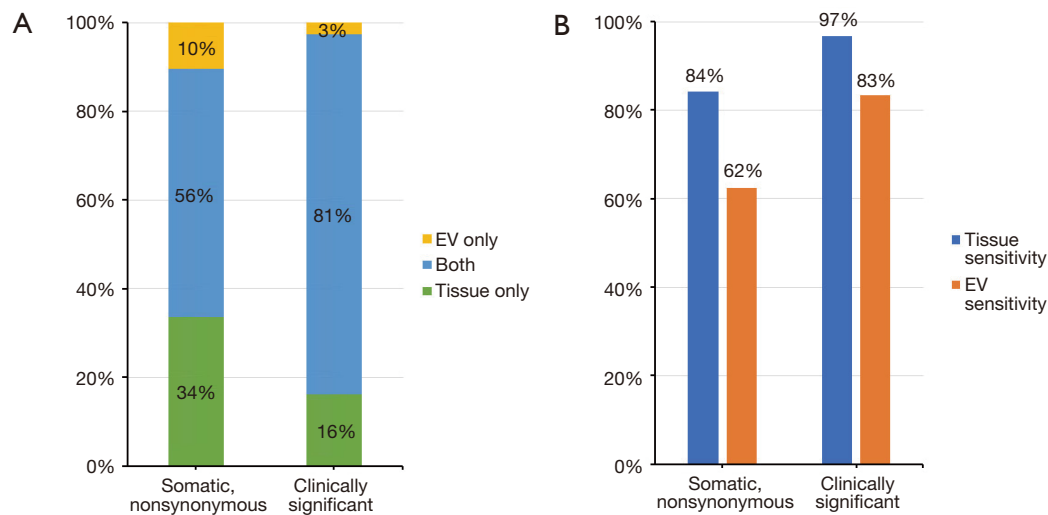 A
100%
80%
60%
40%
20%
0%
10%
56%
34%
3%
81%
16%
Somatic,
nonsynonymous
Clinically
significant
EV only
Both
Tissue only
B
100%
80%
60%
40%
20%
0%
84%
62%
97%
83%
Somatic,
nonsynonymous
Clinically
significant
Tissue
sensitivity
EV
sensitivity